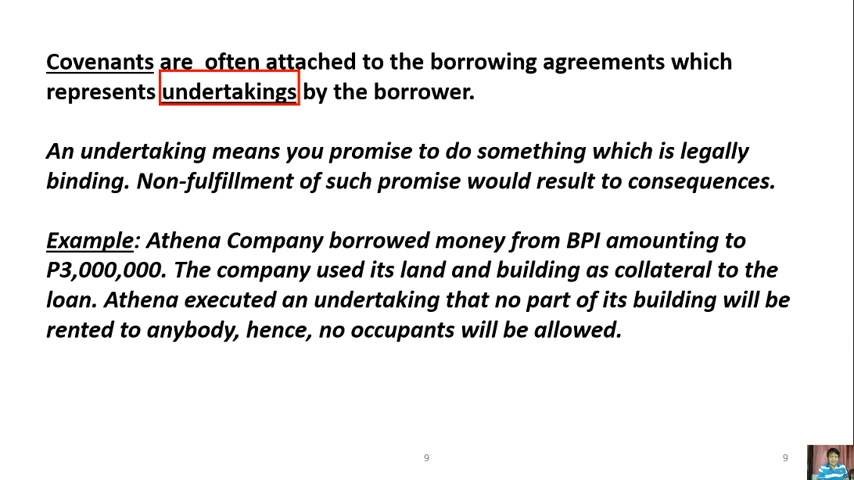 Covenants are often attached to the borrowing agreements which
represents undertakings by the borrower.
An undertaking means you promise to do something which is legally
binding. Non-fulfillment of such promise would result to consequences.
Example: Athena Company borrowed money from BPI amounting to
P3,000,000. The company used its land and building as collateral to the
loan. Athena executed an undertaking that no part of its building will be
rented to anybody, hence, no occupants will be allowed.
9
9